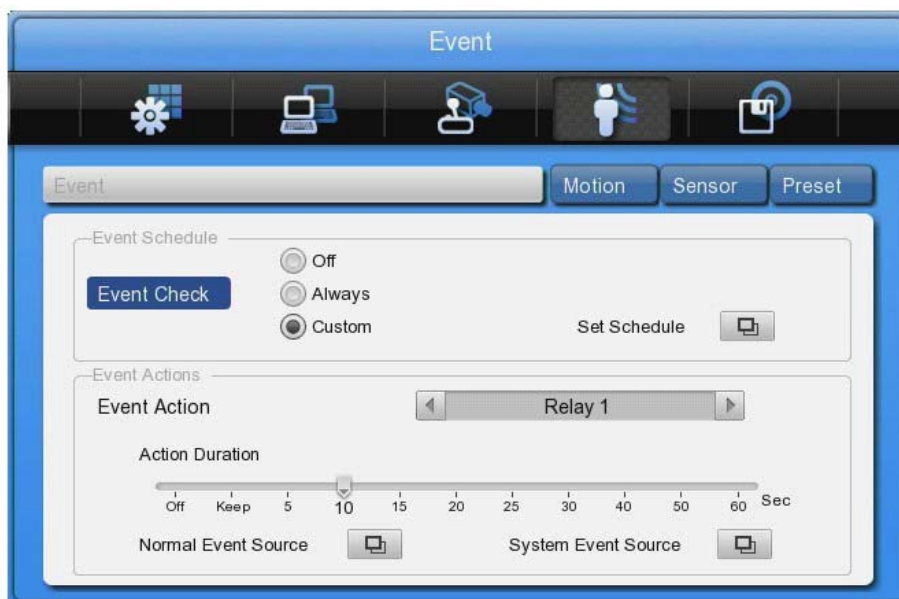 Event
Event Motion Sensor Preset
Event Schedule
Off
Event Check Always
Custom Set Schedule
Event Actions
Event Action Relay 1
Action Duration
Off Keep 5 10 15 20 25 30 40 50 60 Sec
Normal Event Source System Event Source